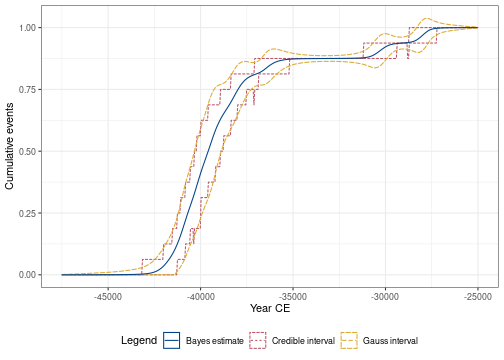 Cumulative events
1.00
0.75
0.50
0.25
0.00
-45000 -40000 -35000 -30000 -25000
Year CE
Legend Bayes estimate Credible interval Gauss interval